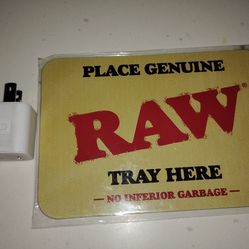 PLACE GENUINE
RAW®
TRAY HERE
— NO INFERIOR GARBAGE —